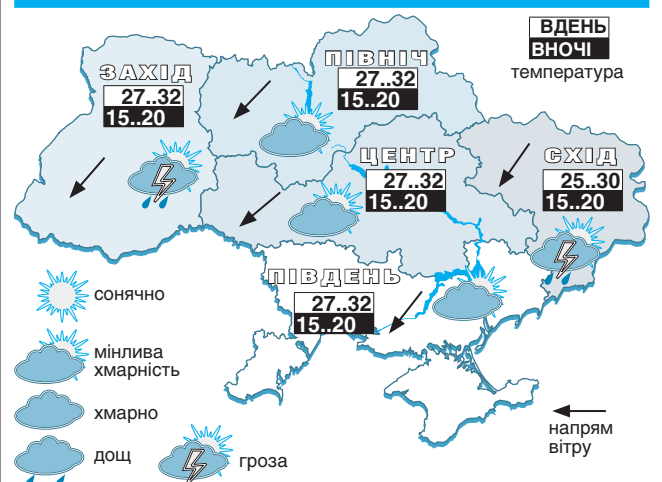 ВДЕНЬ
ВНОЧІ
температура
ЗАХІД
27..32
15..20
ПІВНІЧ
27..32
15..20
ЦЕНТР
27..32
15..20
СХІД
25..30
15..20
ПІВДЕНЬ
27..32
15..20
сонячно
мінлива
хмарність
хмарно
дощ
гроза
напрям
вітру